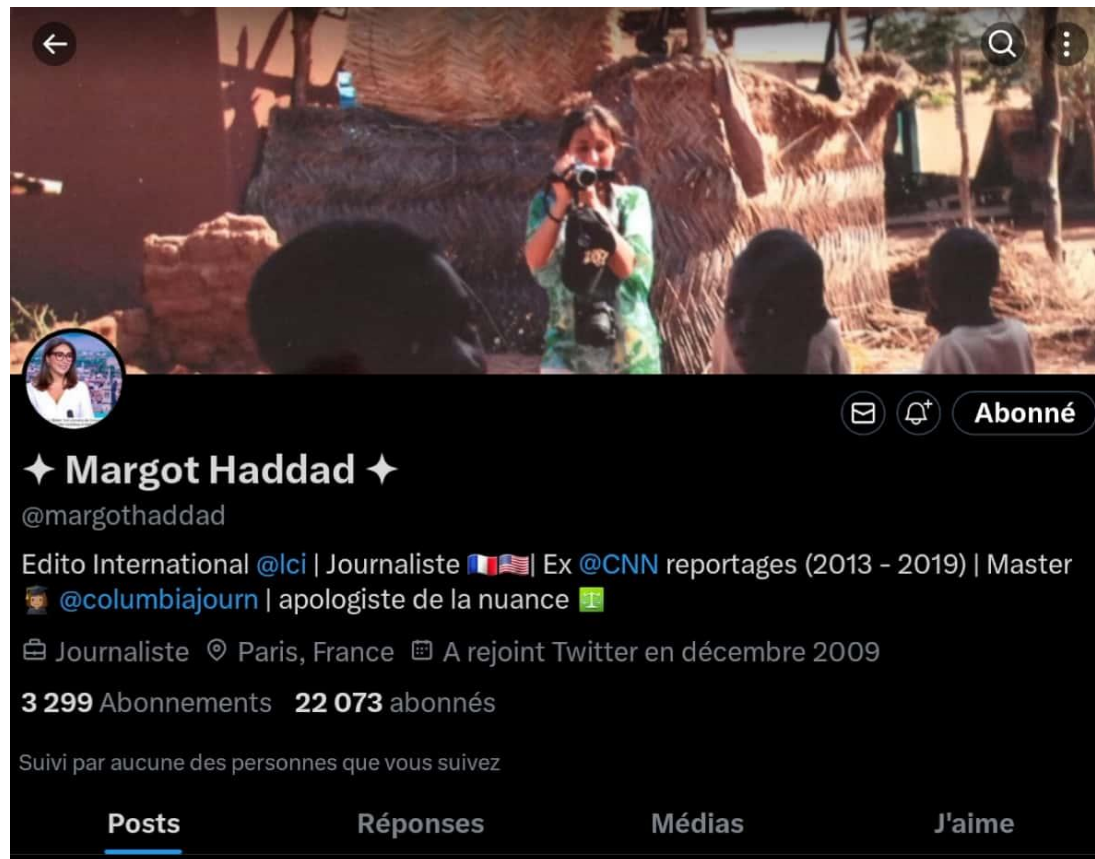 ✦ Margot Haddad ✦
@margothaddad
Edito International @lci | Journaliste 🇫🇷🇺🇸| Ex @CNN reportages (2013 - 2019) | Master
👩🏽‍🎓 @columbiajourn | apologiste de la nuance ⚖️
Journaliste Paris, France A rejoint Twitter en décembre 2009
3 299 Abonnements 22 073 abonnés
Suivi par aucune des personnes que vous suivez
Posts Réponses Médias J'aime
Abonné